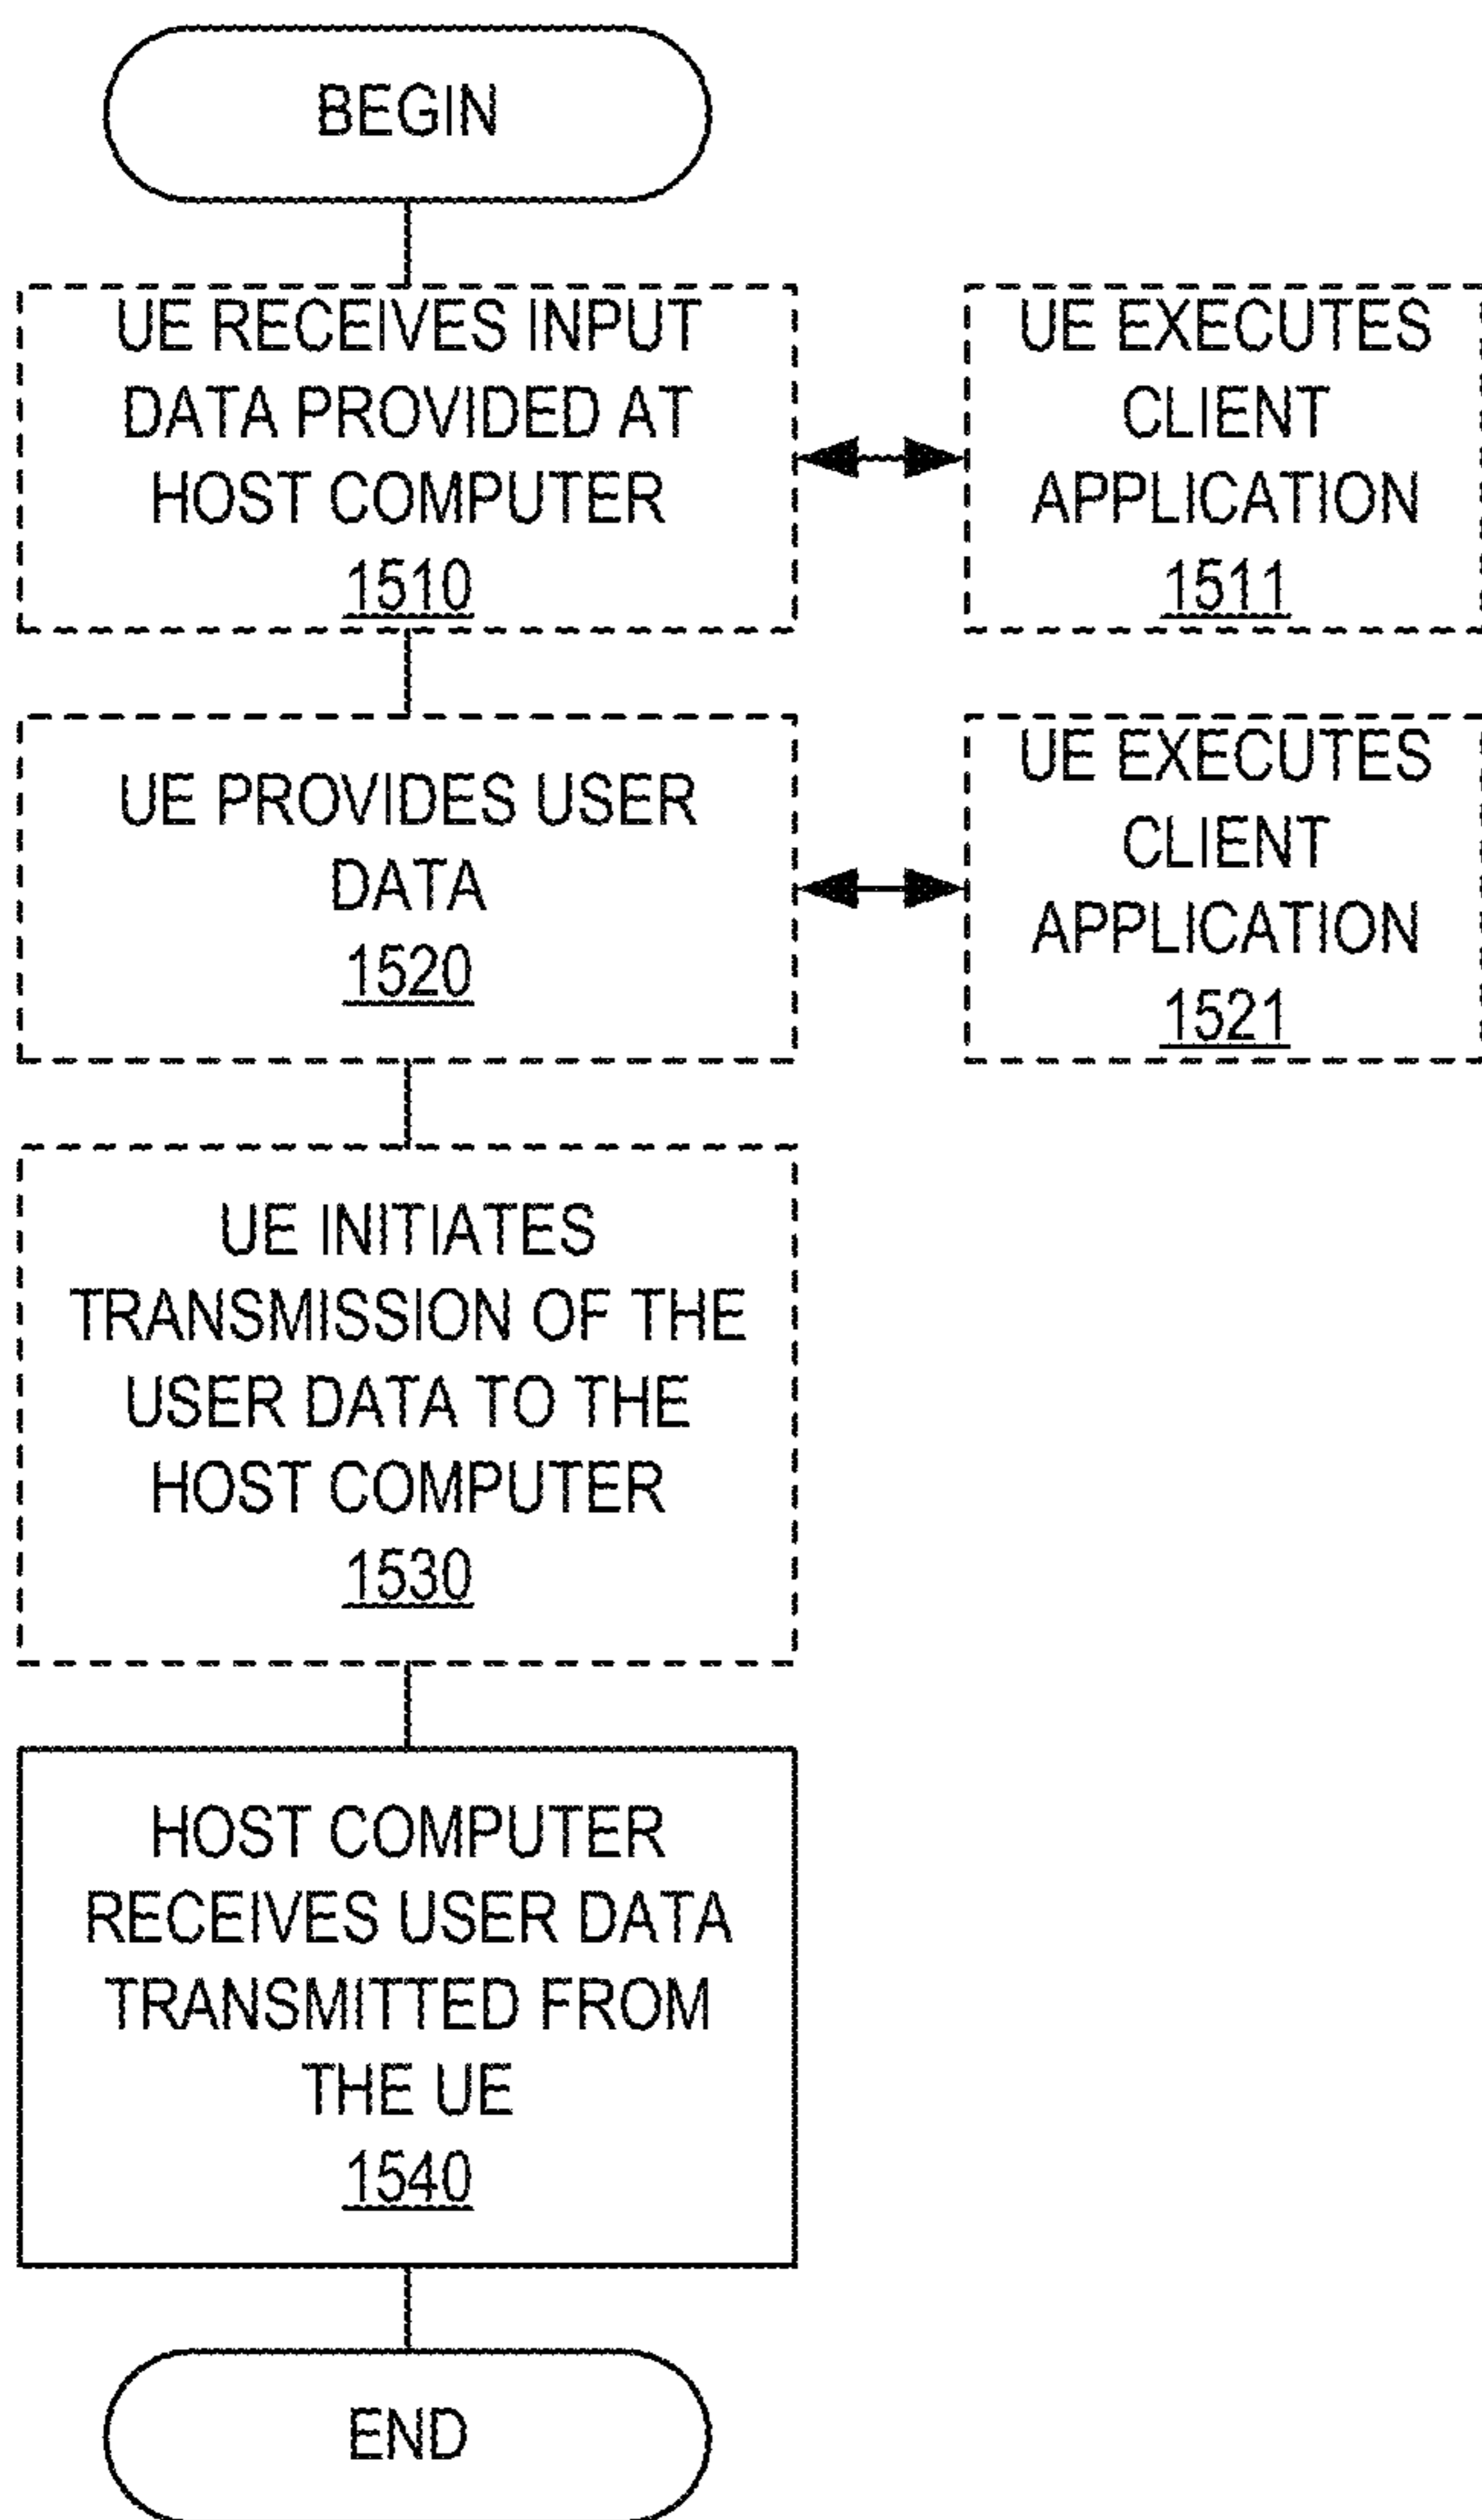 BEGIN
UE RECEIVES INPUT
DATA PROVIDED AT
HOST COMPUTER
1510
UE EXECUTES
CLIENT
APPLICATION
1511
UE PROVIDES USER
DATA
1520
UE EXECUTES
CLIENT
APPLICATION
1521
UE INITIATES
TRANSMISSION OF THE
USER DATA TO THE
HOST COMPUTER
1530
HOST COMPUTER
RECEIVES USER DATA
TRANSMITTED FROM
THE UE
1540
END